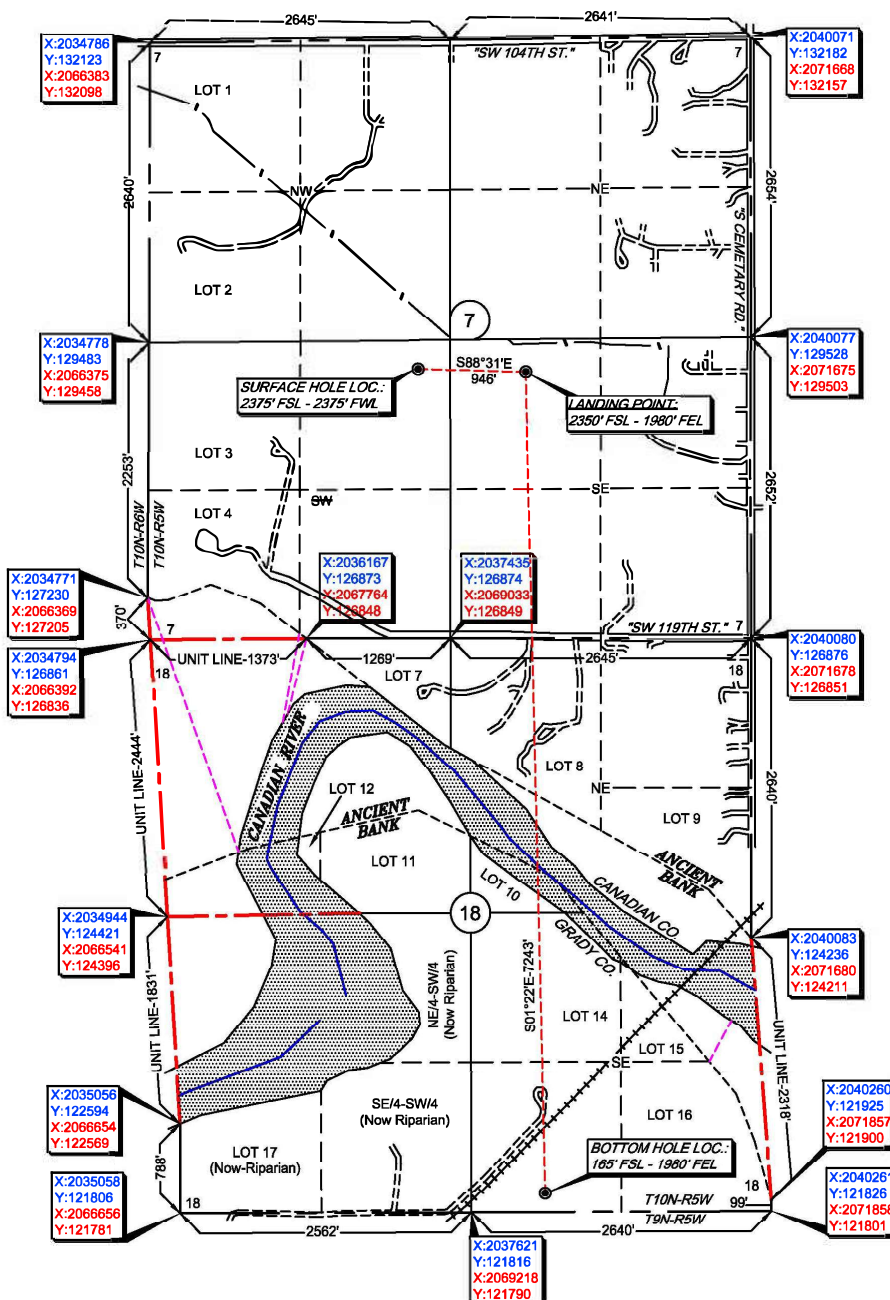 2645'
2641'
X:2034786
Y:132123
X:2066383
Y:132098
7
"SW 104TH ST."
7
X:2040071
Y:132182
X:2071668
Y:132157
LOT 1
NW
NE
2640'
2654'
"S CEMETARY RD."
LOT 2
7
X:2034778
Y:129483
X:2066375
Y:129458
X:2040077
Y:129528
X:2071675
Y:129503
S88°31'E
946'
SURFACE HOLE LOC.:
2375' FSL - 2375' FWL
LANDING POINT:
2350' FSL - 1980' FEL
LOT 3
2253'
2652'
SW
SE
LOT 4
T10N-R6W
T10N-R5W
X:2034771
Y:127230
X:2066369
Y:127205
X:2036167
Y:126873
X:2067764
Y:126848
X:2037435
Y:126874
X:2069033
Y:126849
370'
7
"SW 119TH ST."
7
X:2040080
Y:126876
X:2071678
Y:126851
X:2034794
Y:126861
X:2066392
Y:126836
18
UNIT LINE-1373'
1269'
2645'
18
LOT 7
UNIT LINE-2444'
CANADIAN RIVER
LOT 8
2640'
LOT 12
NE
LOT 9
ANCIENT
BANK
LOT 11
ANCIENT
BANK
LOT 10
CANADIAN CO.
GRADY CO.
18
X:2034944
Y:124421
X:2066541
Y:124396
X:2040083
Y:124236
X:2071680
Y:124211
NE/4-SW/4
(Now Riparian)
S01°22'E-7243'
UNIT LINE-1831'
LOT 14
LOT 15
SE
UNIT LINE-2318'
X:2035056
Y:122594
X:2066654
Y:122569
SE/4-SW/4
(Now Riparian)
LOT 16
X:2040260
Y:121925
X:2071857
Y:121900
LOT 17
(Now-Riparian)
788'
BOTTOM HOLE LOC.:
165' FSL - 1980' FEL
X:2035058
Y:121806
X:2066656
Y:121781
18
18
T10N-R5W
99'
T9N-R5W
X:2040261
Y:121826
X:2071858
Y:121801
2562'
2640'
X:2037621
Y:121816
X:2069218
Y:121790